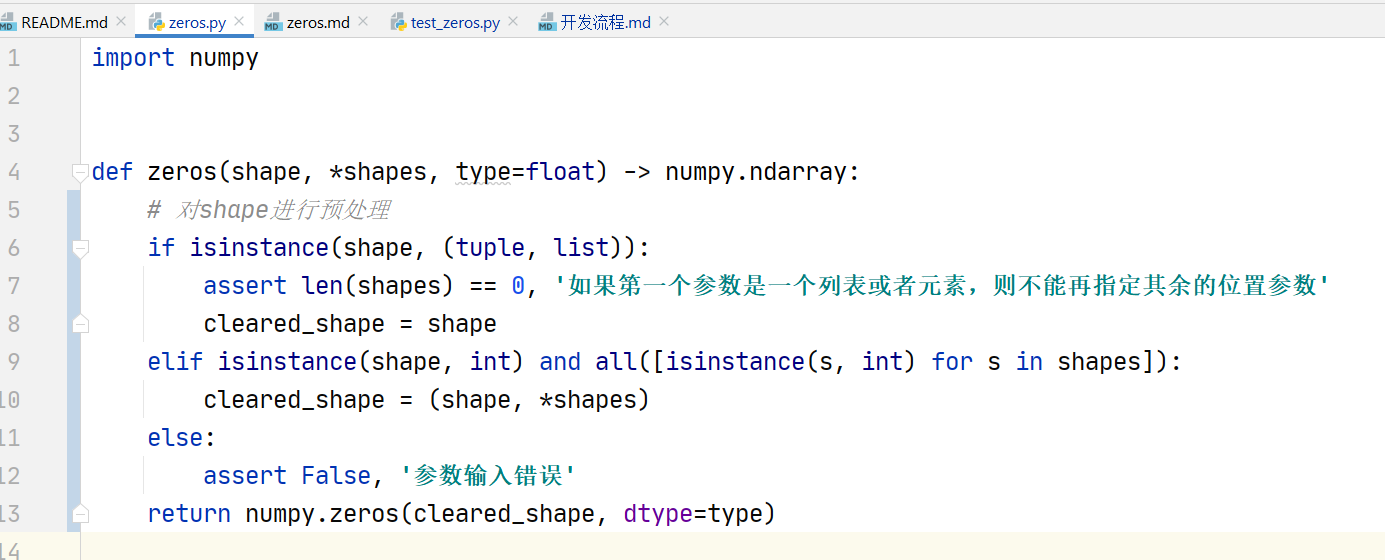 README.md zeros.py zeros.md test_zeros.py 开发流程.md
1 import numpy
2
3
4 def zeros(shape, *shapes, type=float) -> numpy.ndarray:
5 # 对shape进行预处理
6 if isinstance(shape, (tuple, list)):
7 assert len(shapes) == 0, '如果第一个参数是一个列表或者元素，则不能再指定其余的位置参数'
8 cleared_shape = shape
9 elif isinstance(shape, int) and all([isinstance(s, int) for s in shapes]):
10 cleared_shape = (shape, *shapes)
11 else:
12 assert False, '参数输入错误'
13 return numpy.zeros(cleared_shape, dtype=type)
14